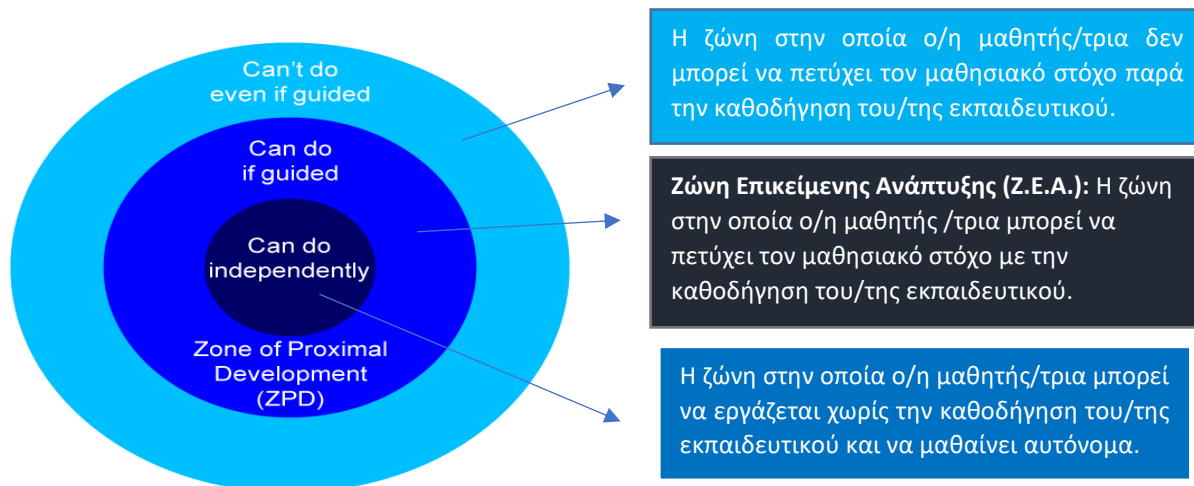 Can't do
even if guided
Can do
if guided
Can do
independently
Zone of Proximal
Development
(ZPD)
Η ζώνη στην οποία ο/η μαθητής/τρια δεν
μπορεί να πετύχει τον μαθησιακό στόχο παρά
την καθοδήγηση του/της εκπαιδευτικού.
Ζώνη Επικείμενης Ανάπτυξης (Ζ.Ε.Α.): Η ζώνη
στην οποία ο/η μαθητής /τρια μπορεί να
πετύχει τον μαθησιακό στόχο με την
καθοδήγηση του/της εκπαιδευτικού.
Η ζώνη στην οποία ο/η μαθητής/τρια μπορεί
να εργάζεται χωρίς την καθοδήγηση του/της
εκπαιδευτικού και να μαθαίνει αυτόνομα.